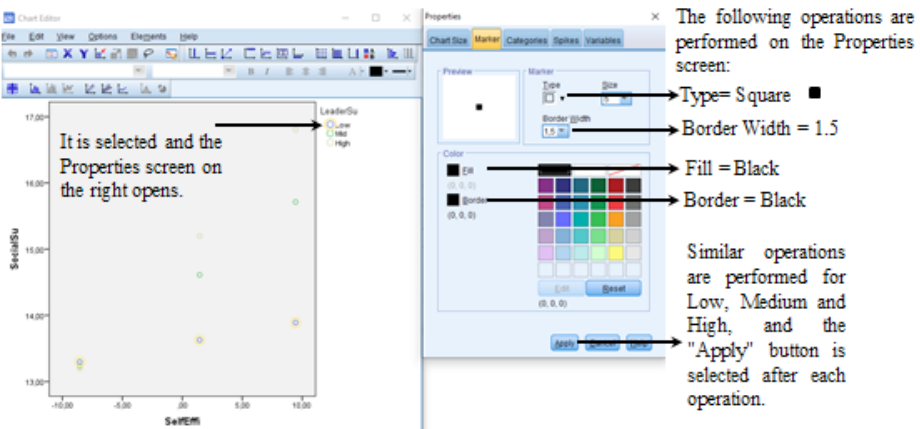 Chart Editor
File Edit View Options Elements Help
B I
LeaderSu
Low
Mid
High
17,00
16,00
15,00
14,00
13,00
SocialSu
-10,00 -5,00 ,00 5,00 10,00
SelfEffi
It is selected and the
Properties screen on
the right opens.
Properties
Chart Size Marker Categories Spikes Variables
Preview
Marker
Type Size
5
Border Width
1,5
Color
Fill
(0, 0, 0)
Border
(0, 0, 0)
Edit Reset
(0, 0, 0)
Apply Cancel Help
The following operations are
performed on the Properties
screen:
Type= Square
Border Width = 1.5
Fill =Black
Border = Black
Similar operations
are performed for
Low, Medium and
High, and the
"Apply" button is
selected after each
operation.